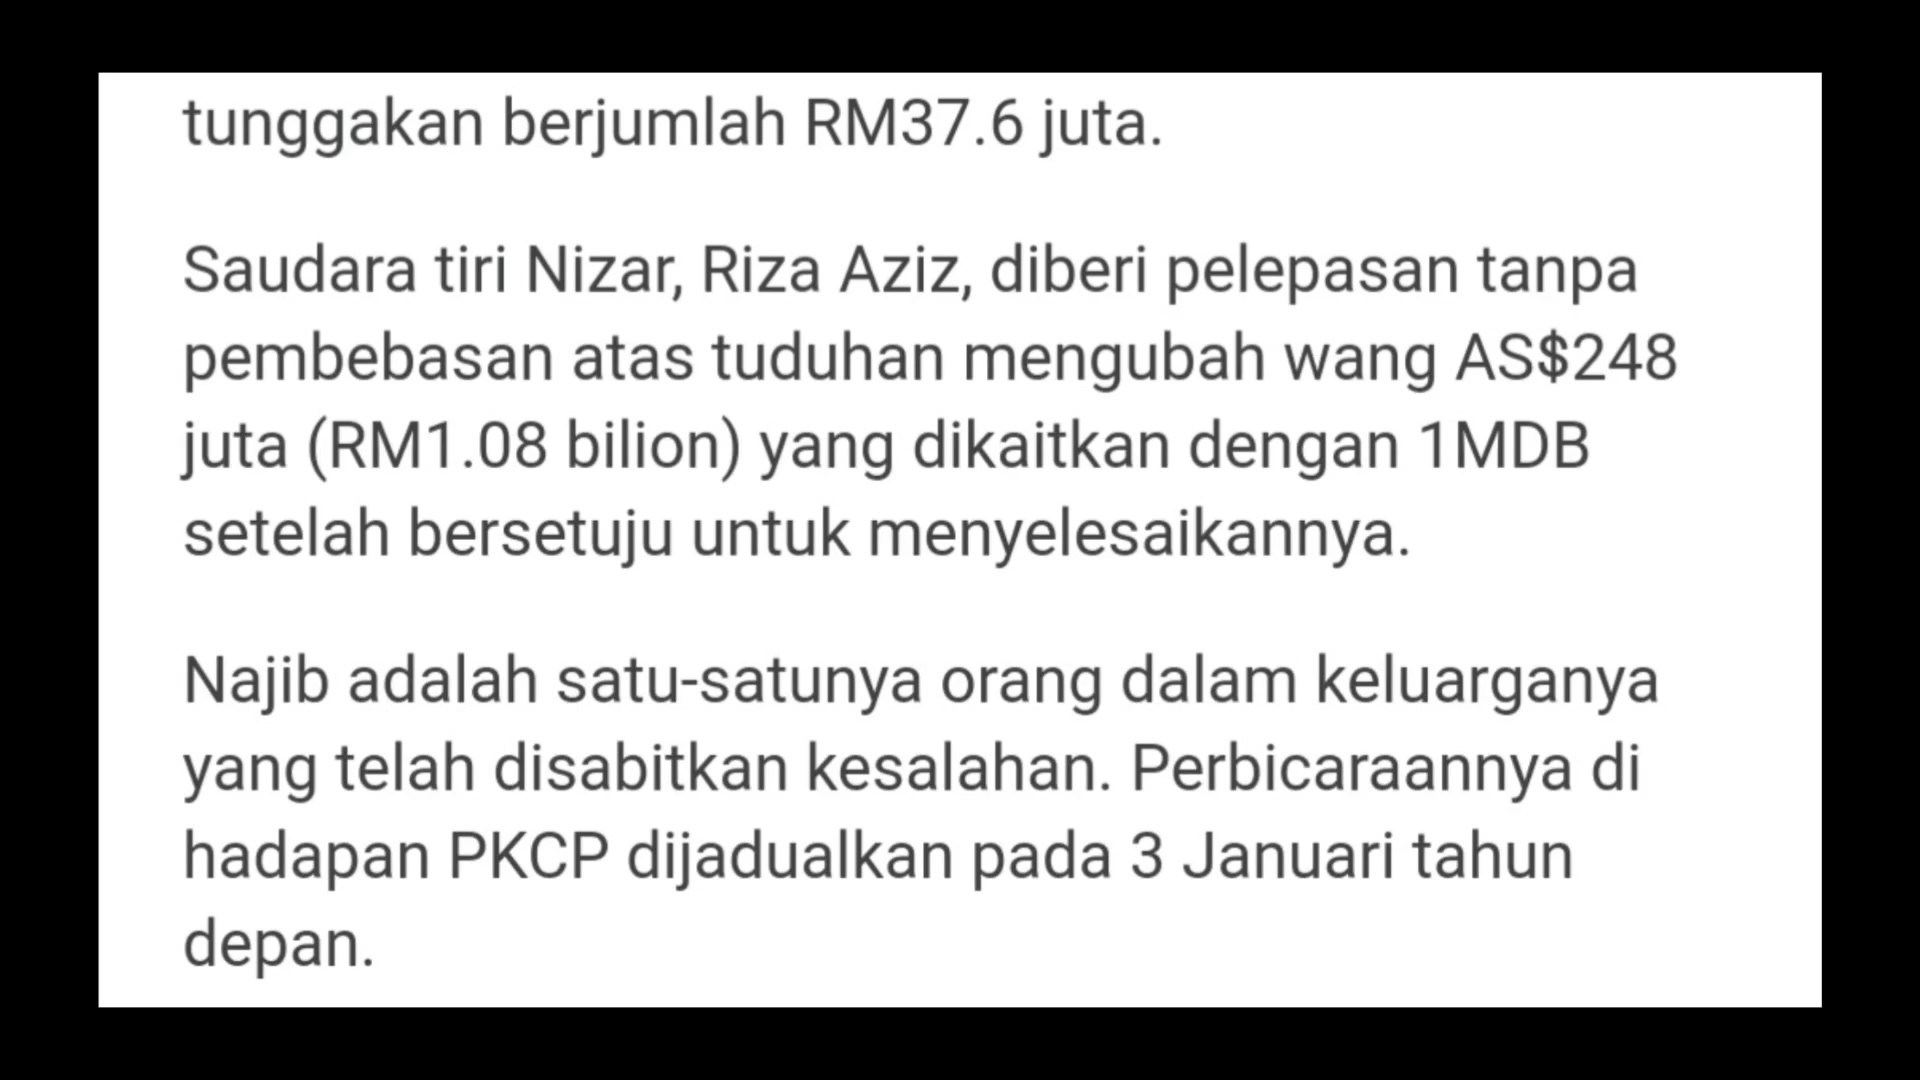 tunggakan berjumlah RM37.6 juta.
Saudara tiri Nizar, Riza Aziz, diberi pelepasan tanpa
pembebasan atas tuduhan mengubah wang AS$248
juta (RM1.08 bilion) yang dikaitkan dengan 1MDB
setelah bersetuju untuk menyelesaikannya.
Najib adalah satu-satunya orang dalam keluarganya
yang telah disabitkan kesalahan. Perbicaraannya di
hadapan PKCP dijadualkan pada 3 Januari tahun
depan.